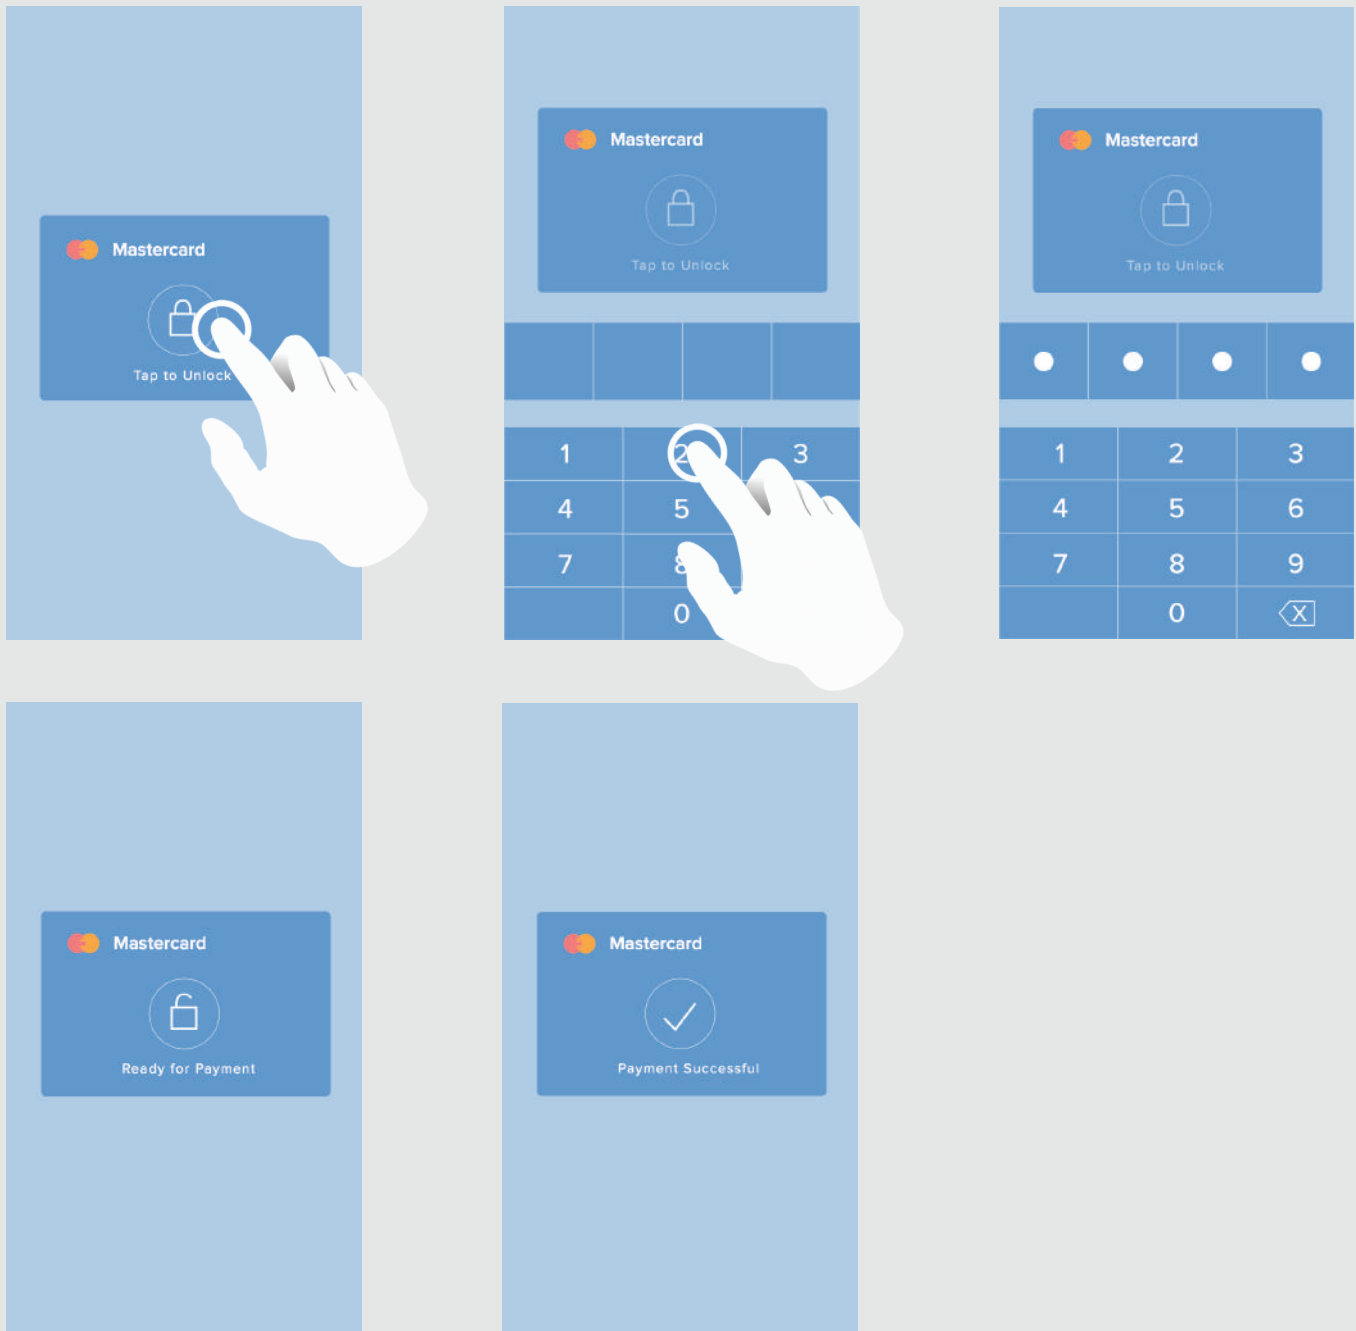 Mastercard
Tap to Unlock
Mastercard
Tap to Unlock
1 2 3
4 5
7 8
0
Mastercard
Tap to Unlock
1 2 3
4 5 6
7 8 9
0 X
Mastercard
Ready for Payment
Mastercard
Payment Successful